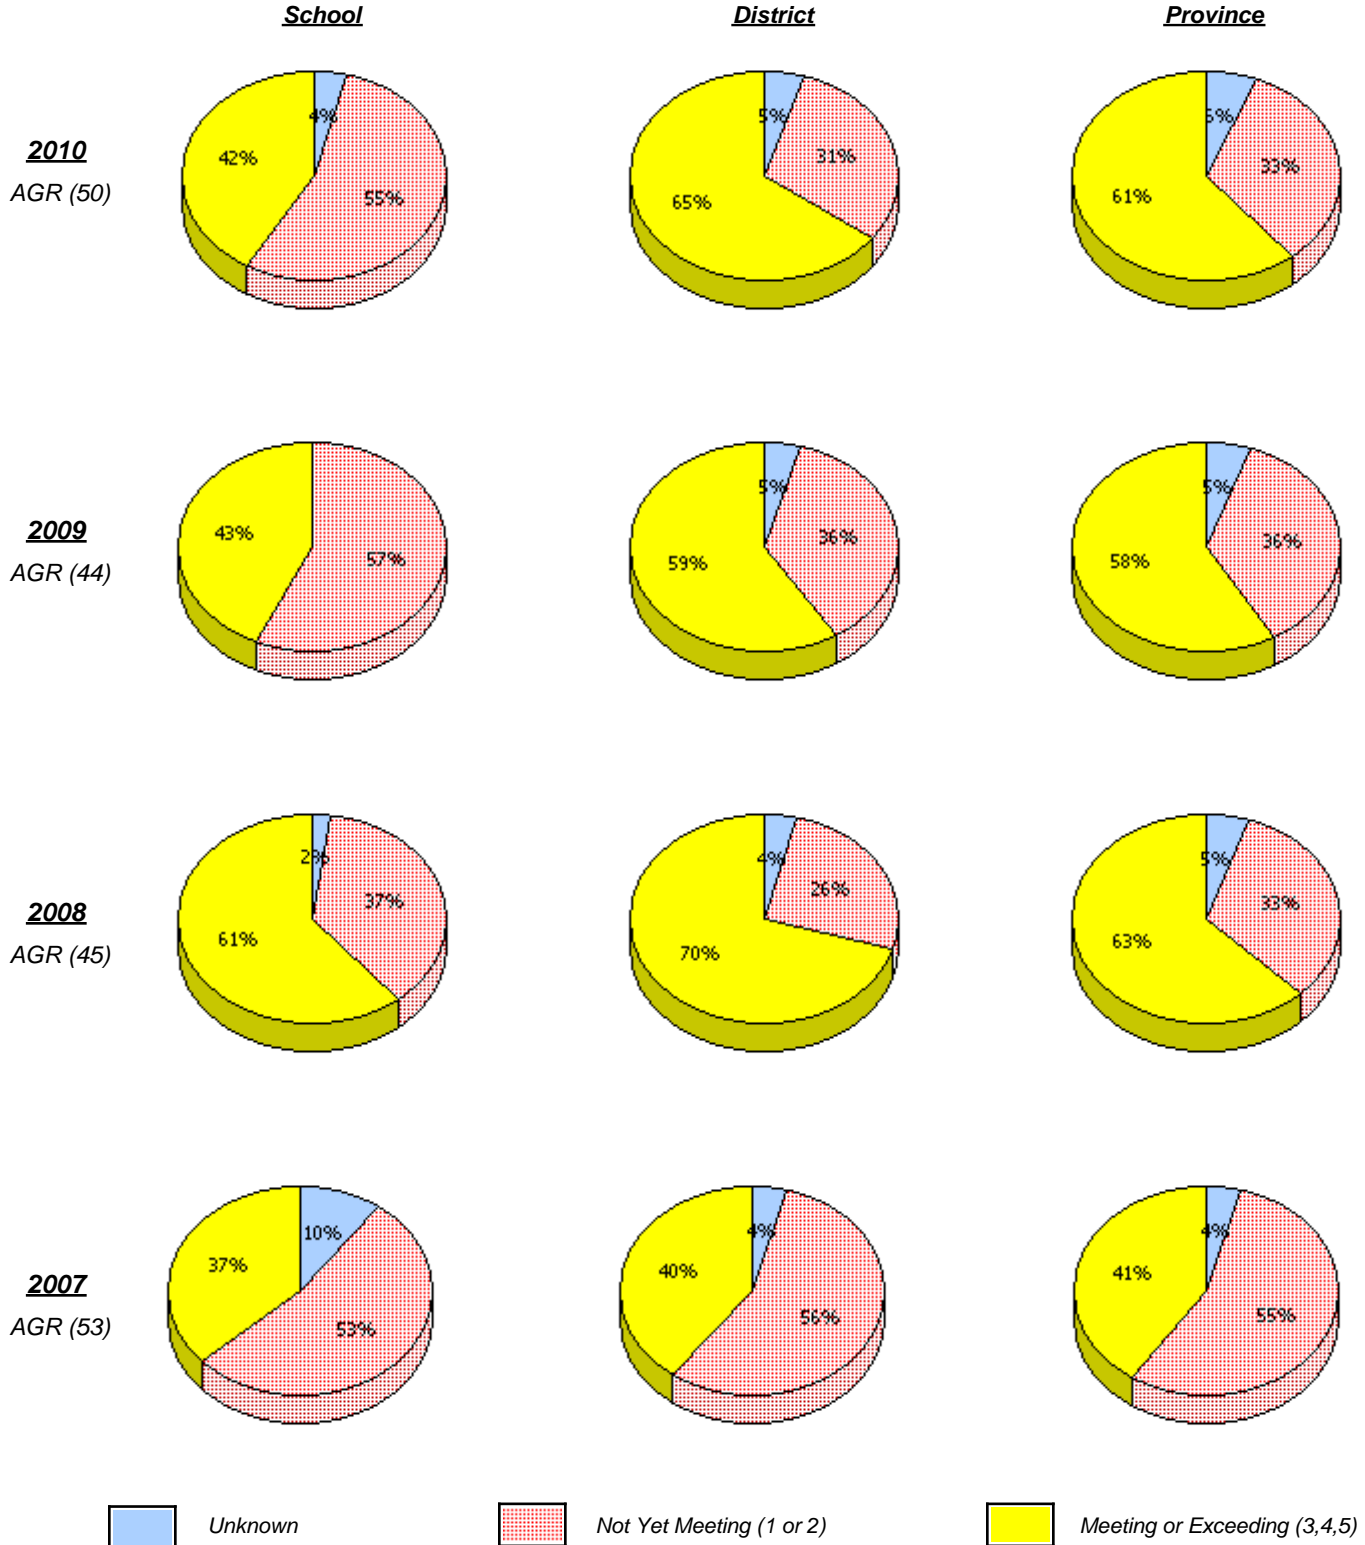 School District Province
2010
AGR (50)
4% 42% 55%
5% 31% 65%
6% 33% 61%
2009
AGR (44)
43% 57%
5% 36% 59%
5% 36% 58%
2008
AGR (45)
2% 37% 61%
4% 26% 70%
5% 33% 63%
2007
AGR (53)
10% 37% 53%
4% 40% 56%
4% 41% 55%
Unknown Not Yet Meeting (1 or 2) Meeting or Exceeding (3,4,5)